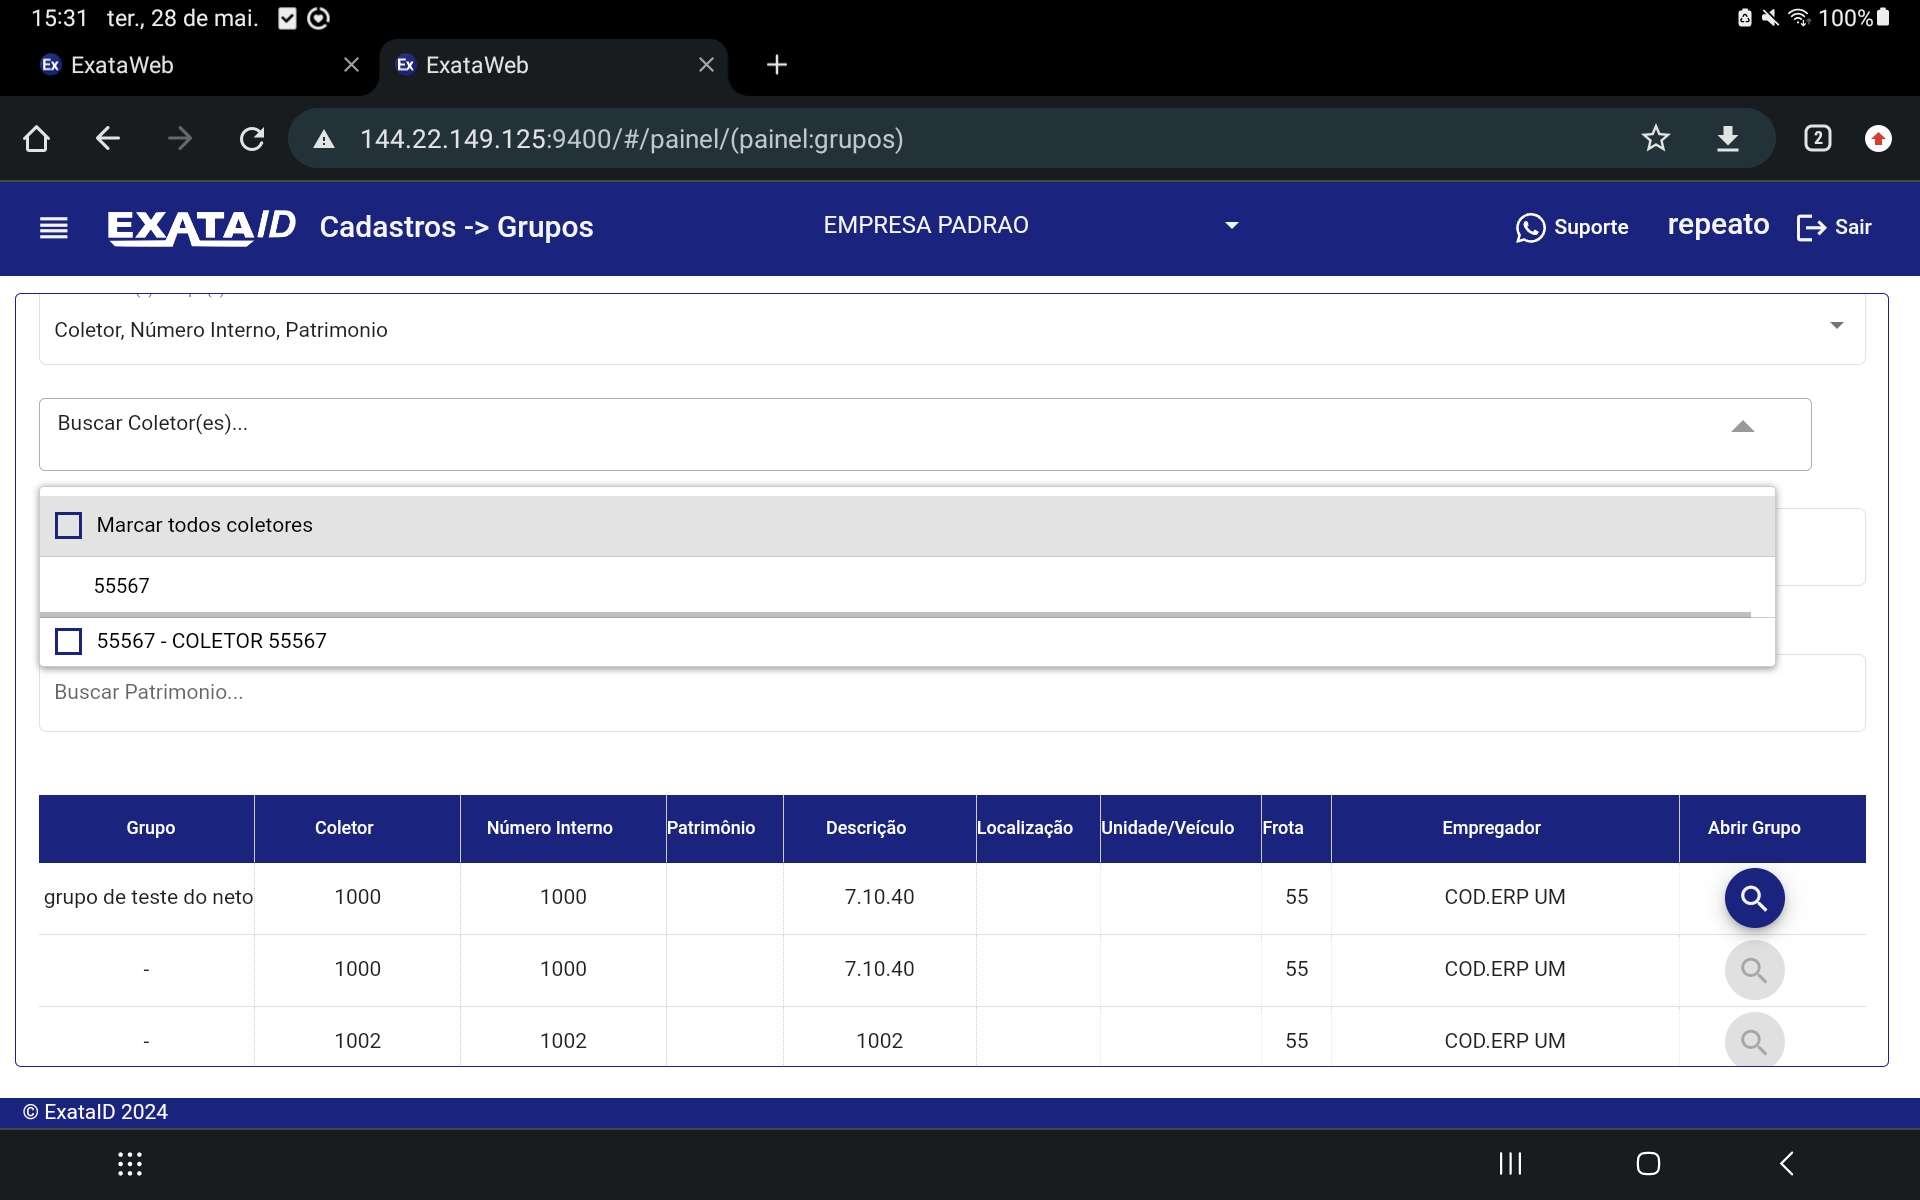 15:31 ter., 28 de mai. 100%
Ex ExataWeb Ex ExataWeb
144.22.149.125:9400/#/painel/(painel:grupos) 2
EXATA ID Cadastros -> Grupos EMPRESA PADRAO Suporte repeato Sair
Coletor, Número Interno, Patrimonio
Buscar Coletor(es)...
Marcar todos coletores
55567
55567 - COLETOR 55567
Buscar Patrimonio...
Grupo Coletor Número Interno Patrimônio Descrição Localização Unidade/Veículo Frota Empregador Abrir Grupo
grupo de teste do neto 1000 1000 7.10.40 55 COD.ERP UM
- 1000 1000 7.10.40 55 COD.ERP UM
- 1002 1002 1002 55 COD.ERP UM
© ExataID 2024